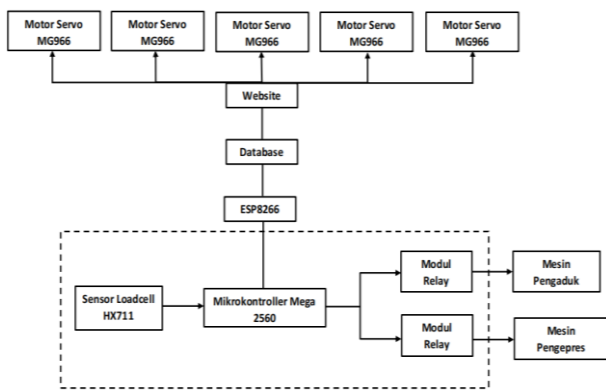 Motor Servo
MG966
Motor Servo
MG966
Motor Servo
MG966
Motor Servo
MG966
Motor Servo
MG966
Website
Database
ESP8266
Sensor Loadcell
HX711
Mikrokontroller Mega
2560
Modul
Relay
Mesin
Pengaduk
Modul
Relay
Mesin
Pengepres